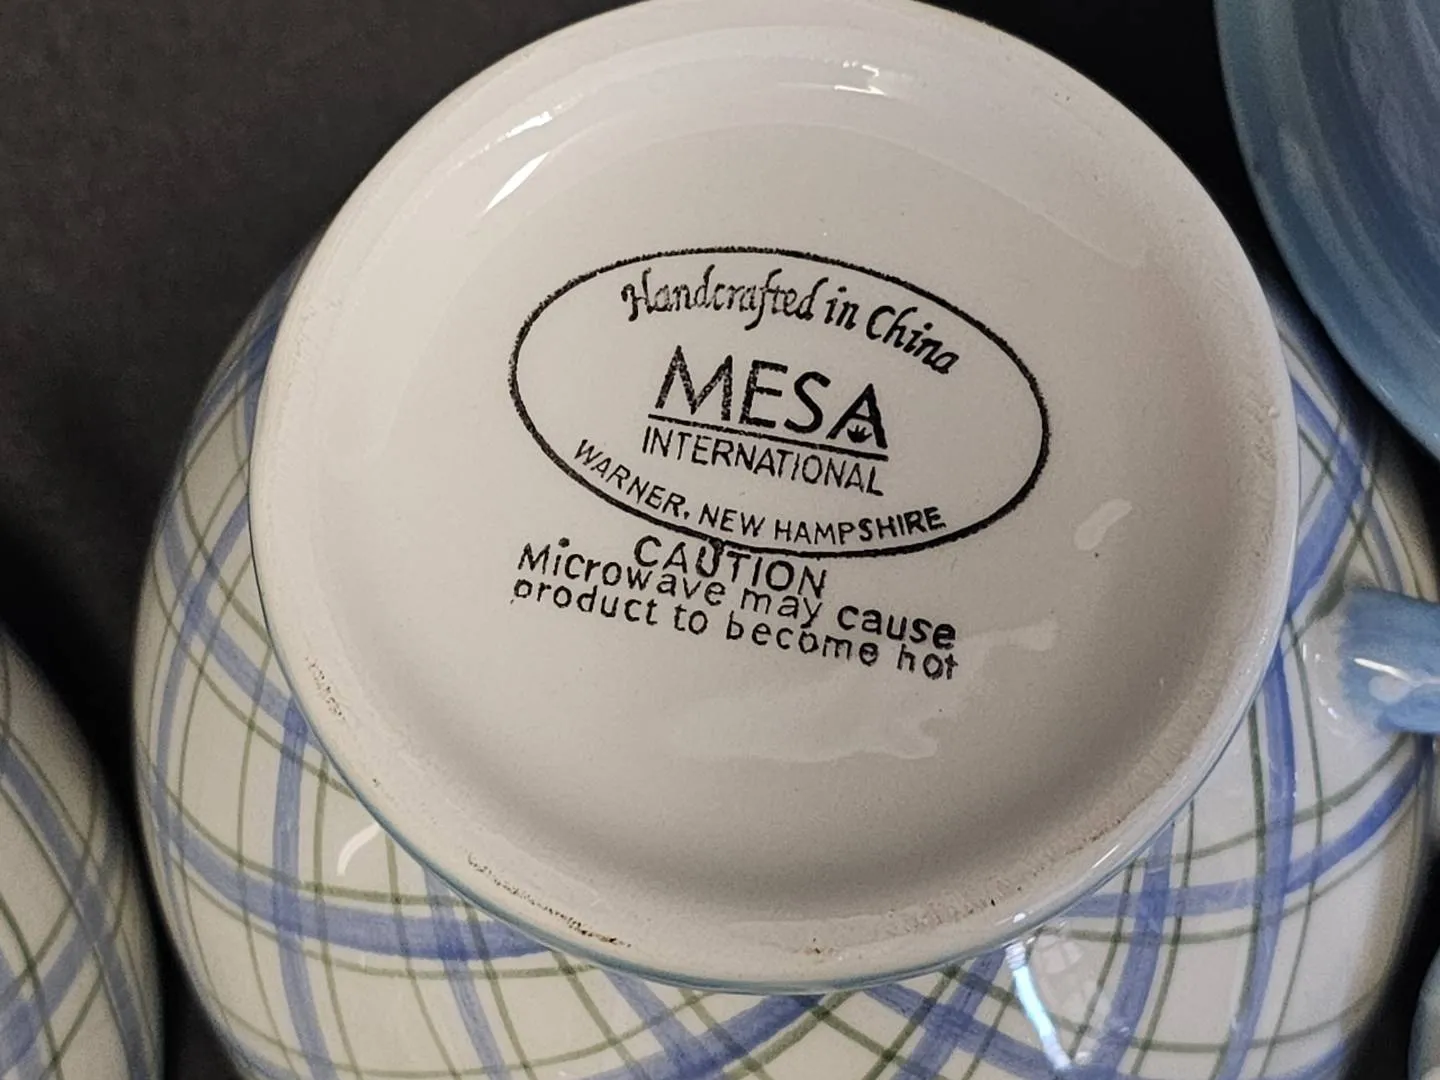 Handcrafted in China
MESA
INTERNATIONAL
WARNER, NEW HAMPSHIRE
CAUTION
Microwave may cause
product to become hot